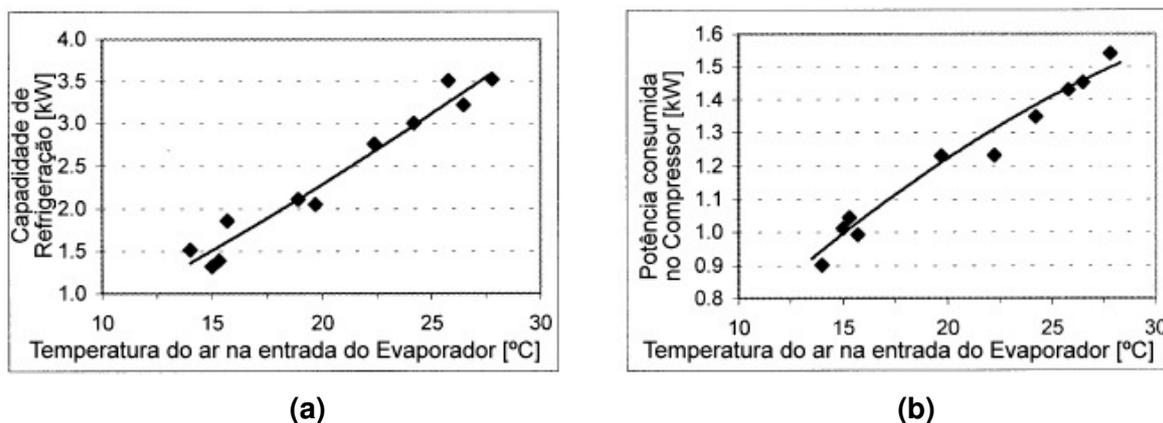 4.0
3.5
3.0
2.5
2.0
1.5
1.0
Capadidade de
Refrigeração [kW]
10 15 20 25 30
Temperatura do ar na entrada do Evaporador [ºC]
(a)
1.6
1.5
1.4
1.3
1.2
1.1
1.0
0.9
0.8
Potência consumida
no Compressor [kW]
10 15 20 25 30
Temperatura do ar na entrada do Evaporador [ºC]
(b)